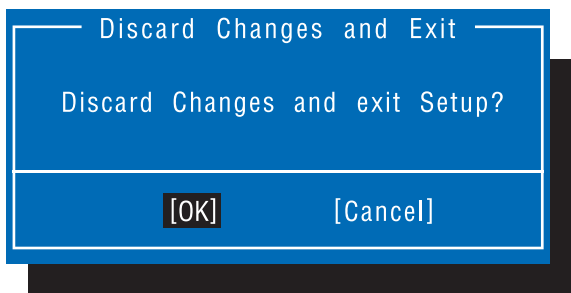 Discard Changes and Exit
Discard Changes and exit Setup?
[OK] [Cancel]